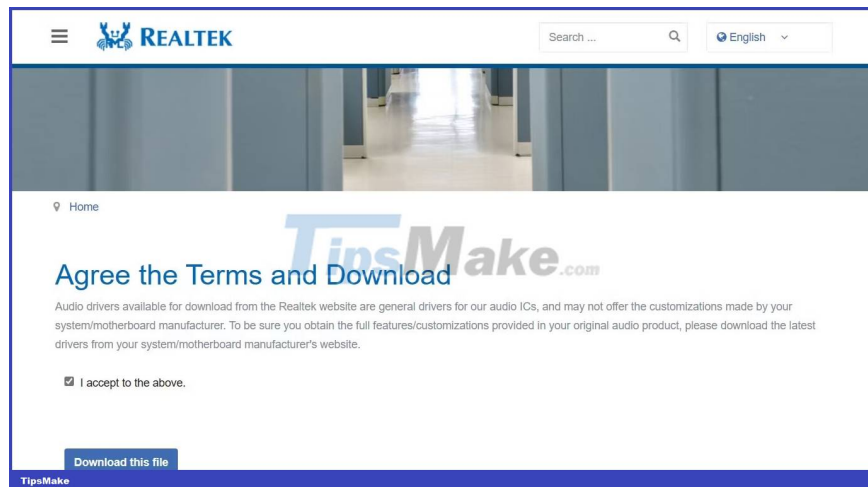 REALTEK
Search ...
English
Home
TipsMake.com
Agree the Terms and Download
Audio drivers available for download from the Realtek website are general drivers for our audio ICs, and may not offer the customizations made by your
system/motherboard manufacturer. To be sure you obtain the full features/customizations provided in your original audio product, please download the latest
drivers from your system/motherboard manufacturer's website.
I accept to the above.
Download this file
TipsMake